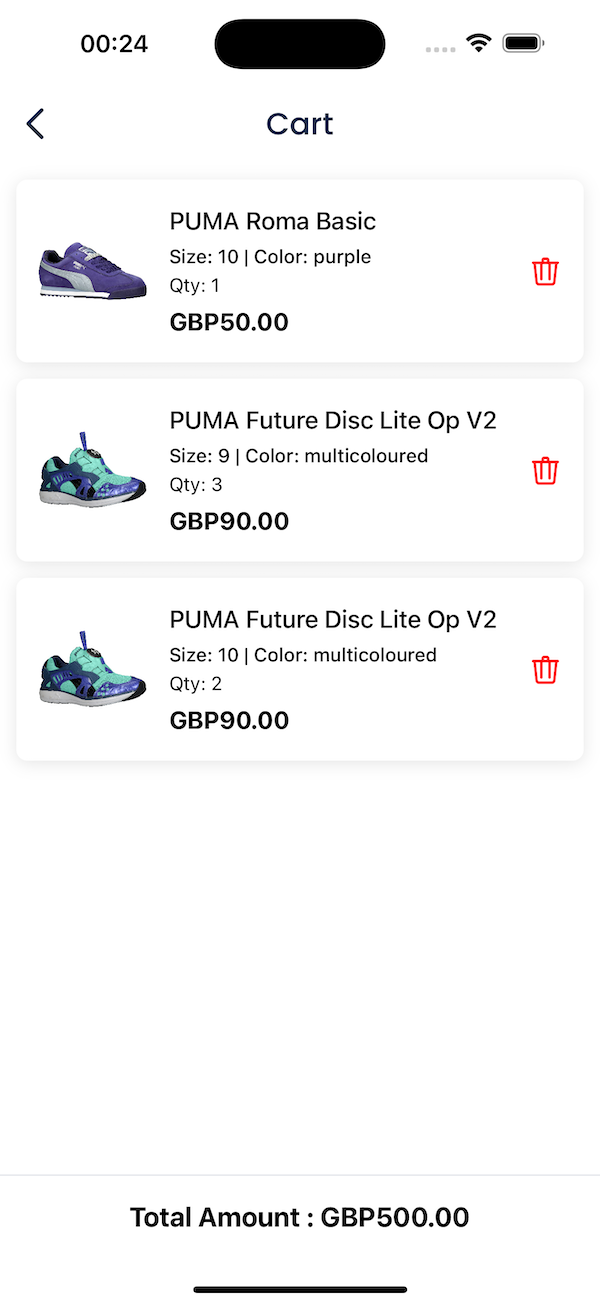 00:24
Cart
PUMA Roma Basic
Size: 10 | Color: purple
Qty: 1
GBP50.00
PUMA Future Disc Lite Op V2
Size: 9 | Color: multicoloured
Qty: 3
GBP90.00
PUMA Future Disc Lite Op V2
Size: 10 | Color: multicoloured
Qty: 2
GBP90.00
Total Amount : GBP500.00